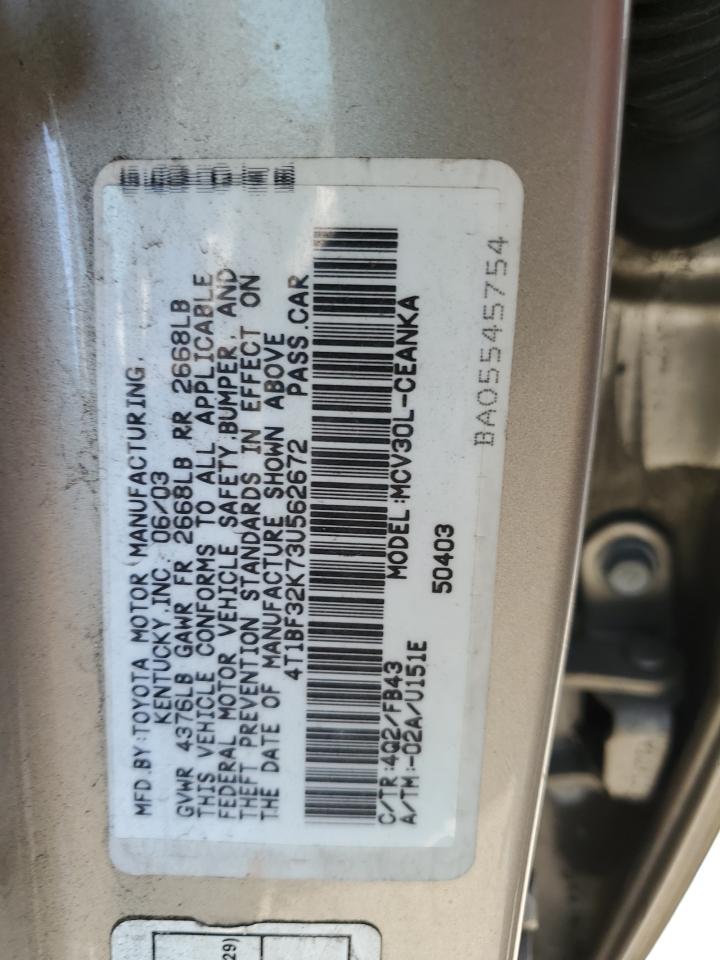 MFD.BY:TOYOTA MOTOR MANUFACTURING,
KENTUCKY,INC. 06/03
GVWR 4376LB GAWR FR 2668LB RR 2668LB
THIS VEHICLE CONFORMS TO ALL APPLICABLE
FEDERAL MOTOR VEHICLE SAFETY,BUMPER, AND
THEFT PREVENTION STANDARDS IN EFFECT ON
THE DATE OF MANUFACTURE SHOWN ABOVE
4T1BF32K73U562672 PASS.CAR
C/TR:4Q2/FB43 MODEL:MCV30L-CEANKA
A/TM:-02A/U151E 50403
BA05545754
29)